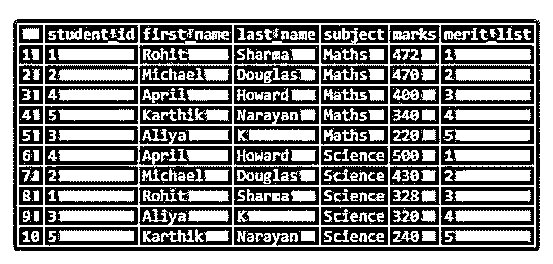 student_id first_name last_name subject marks merit_list
1 1 Rohit Sharma Maths 472 1
2 2 Michael Douglas Maths 470 2
3 4 April Howard Maths 400 3
4 5 Karthik Narayan Maths 340 4
5 3 Aliya K Maths 220 5
6 4 April Howard Science 500 1
7 2 Michael Douglas Science 430 2
8 1 Rohit Sharma Science 328 3
9 3 Aliya K Science 320 4
10 5 Karthik Narayan Science 240 5